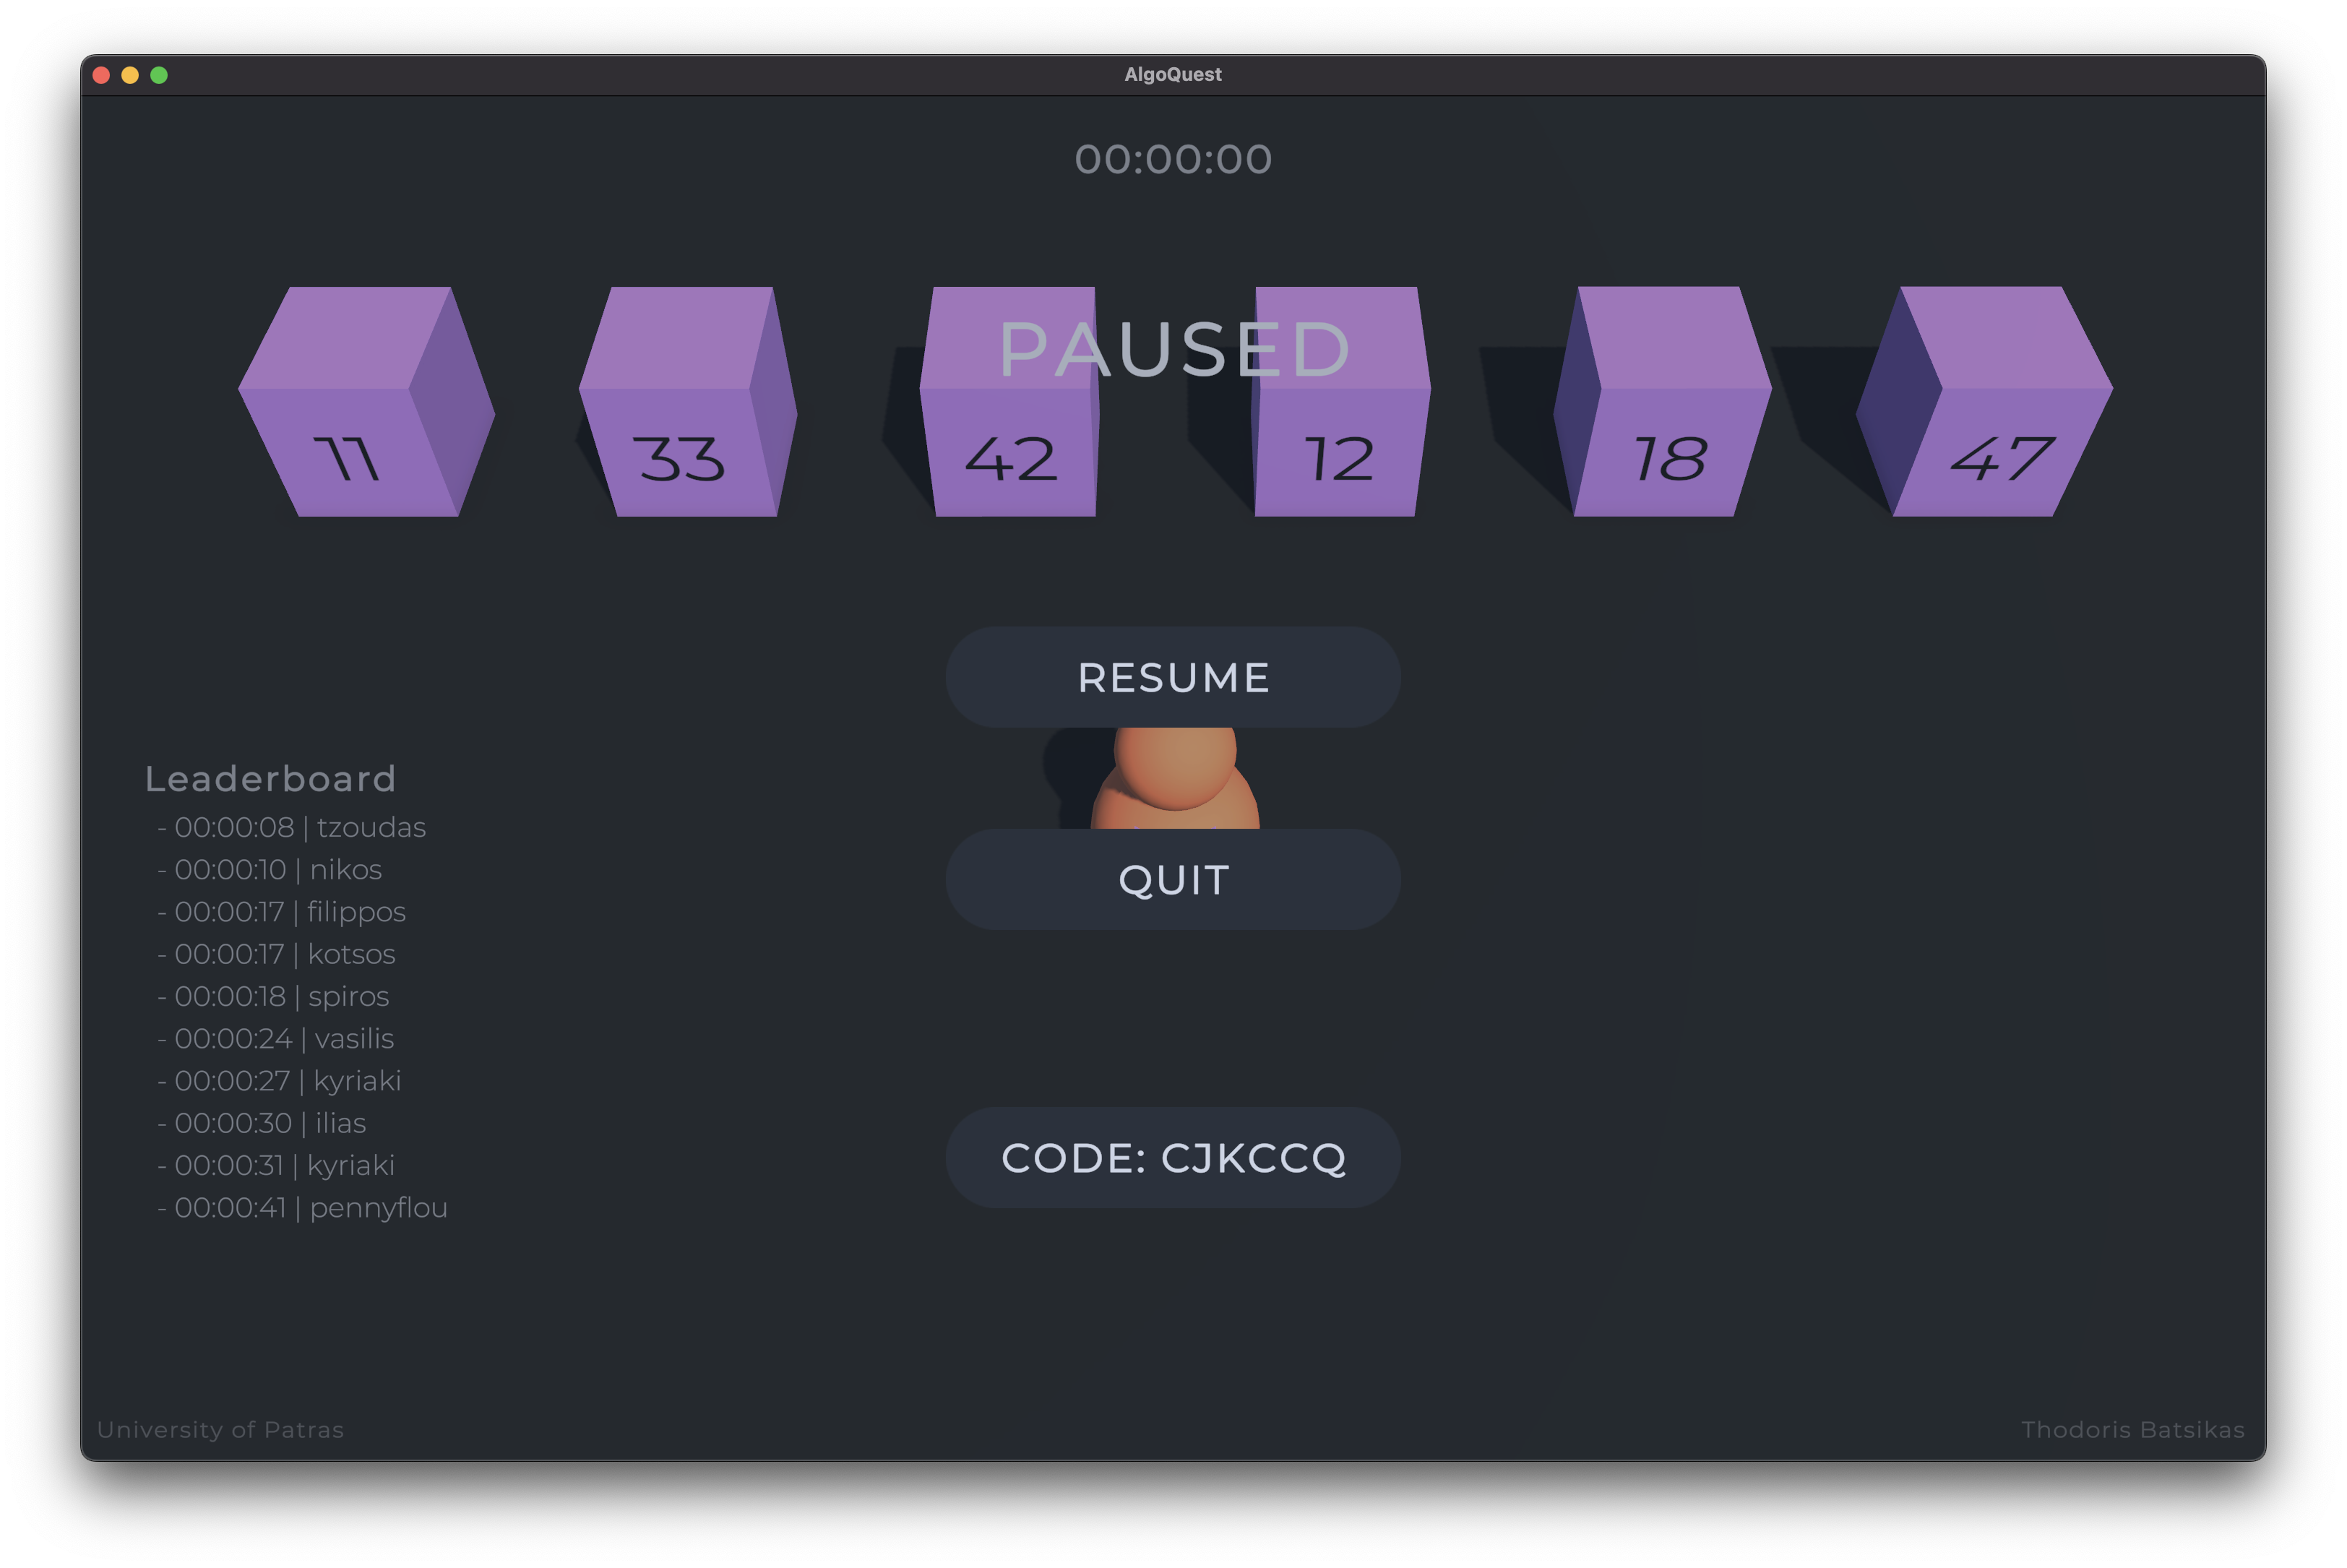 AlgoQuest
00:00:00
PAUSED
11 33 42 12 18 47
RESUME
QUIT
Leaderboard
- 00:00:08 | tzoudas
- 00:00:10 | nikos
- 00:00:17 | filippos
- 00:00:17 | kotsos
- 00:00:18 | spiros
- 00:00:24 | vasilis
- 00:00:27 | kyriaki
- 00:00:30 | ilias
- 00:00:31 | kyriaki
- 00:00:41 | pennyflou
CODE: CJKCCQ
University of Patras
Thodoris Batsikas